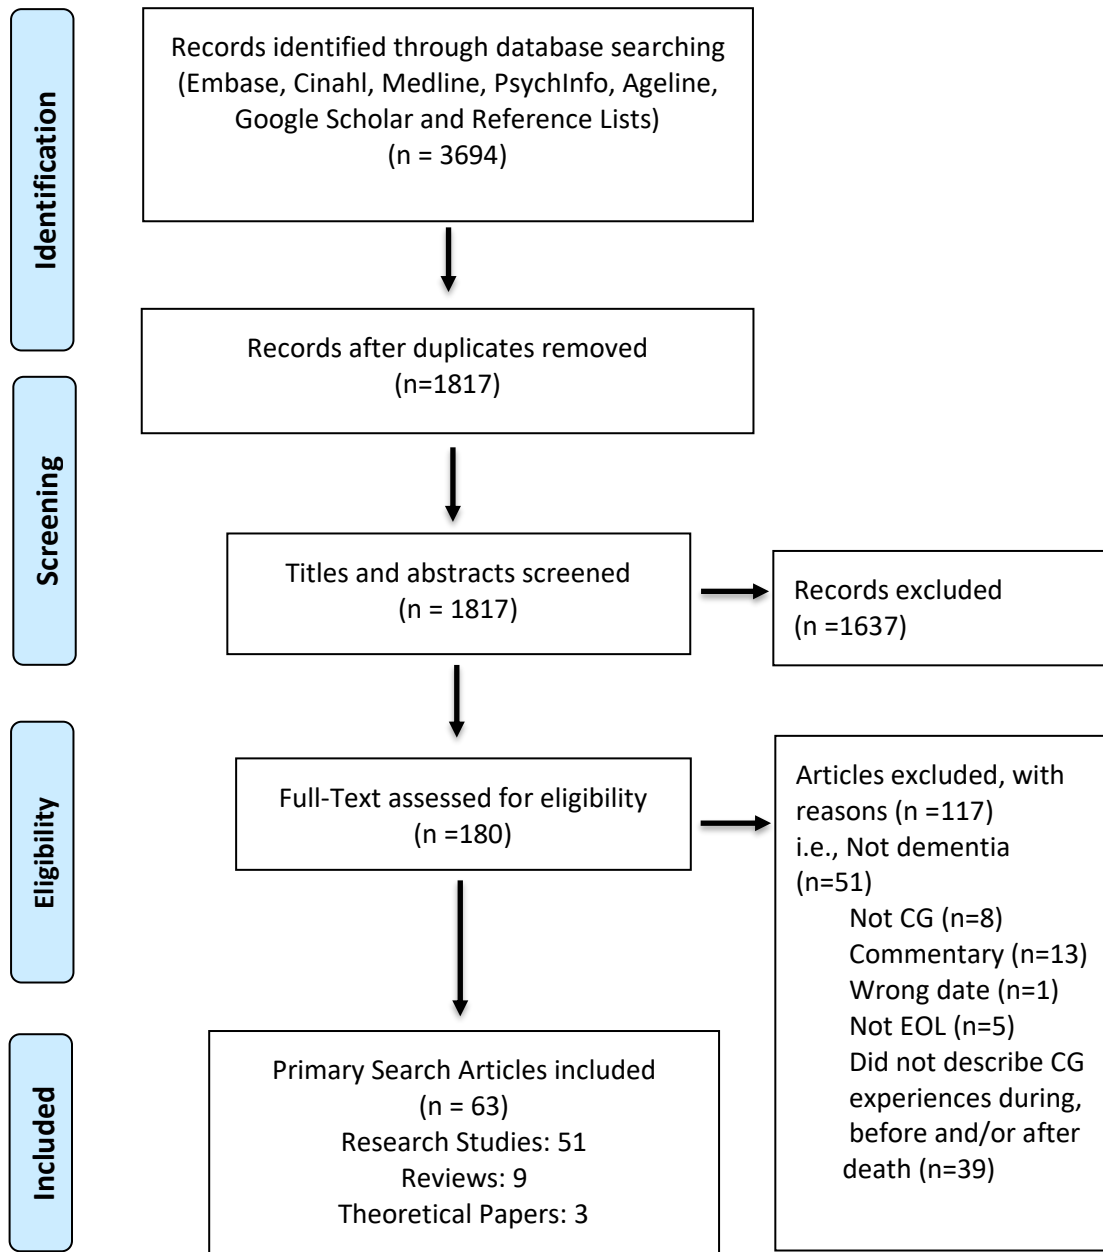 Identification
Records identified through database searching
(Embase, Cinahl, Medline, PsychInfo, Ageline,
Google Scholar and Reference Lists)
(n = 3694)
Records after duplicates removed
(n=1817)
Screening
Titles and abstracts screened
(n = 1817)
Records excluded
(n =1637)
Eligibility
Full-Text assessed for eligibility
(n =180)
Articles excluded, with
reasons (n =117)
i.e., Not dementia
(n=51)
Not CG (n=8)
Commentary (n=13)
Wrong date (n=1)
Not EOL (n=5)
Did not describe CG
experiences during,
before and/or after
death (n=39)
Included
Primary Search Articles included
(n = 63)
Research Studies: 51
Reviews: 9
Theoretical Papers: 3